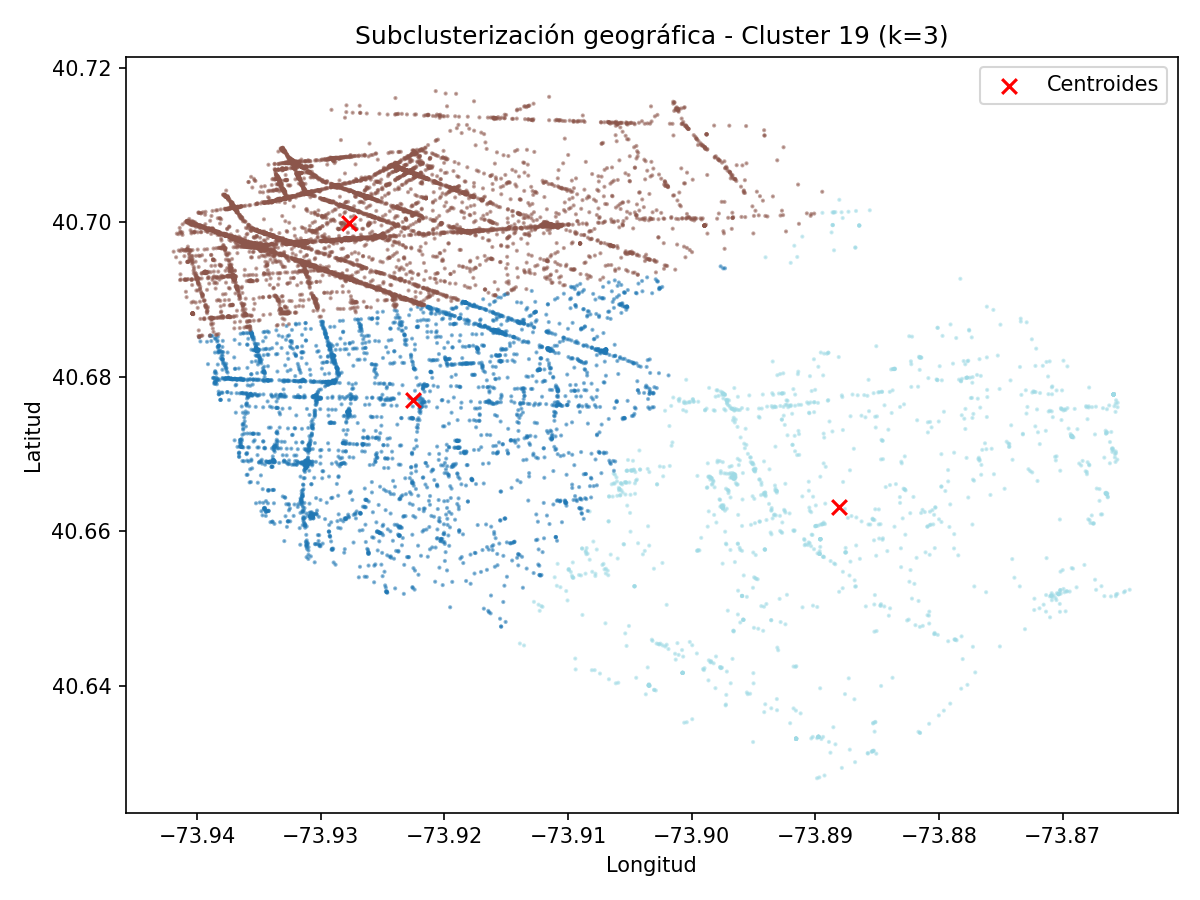 Subclusterización geográfica - Cluster 19 (k=3)
Centroides
40.72
40.70
40.68
40.66
40.64
Latitud
−73.94 −73.93 −73.92 −73.91 −73.90 −73.89 −73.88 −73.87
Longitud